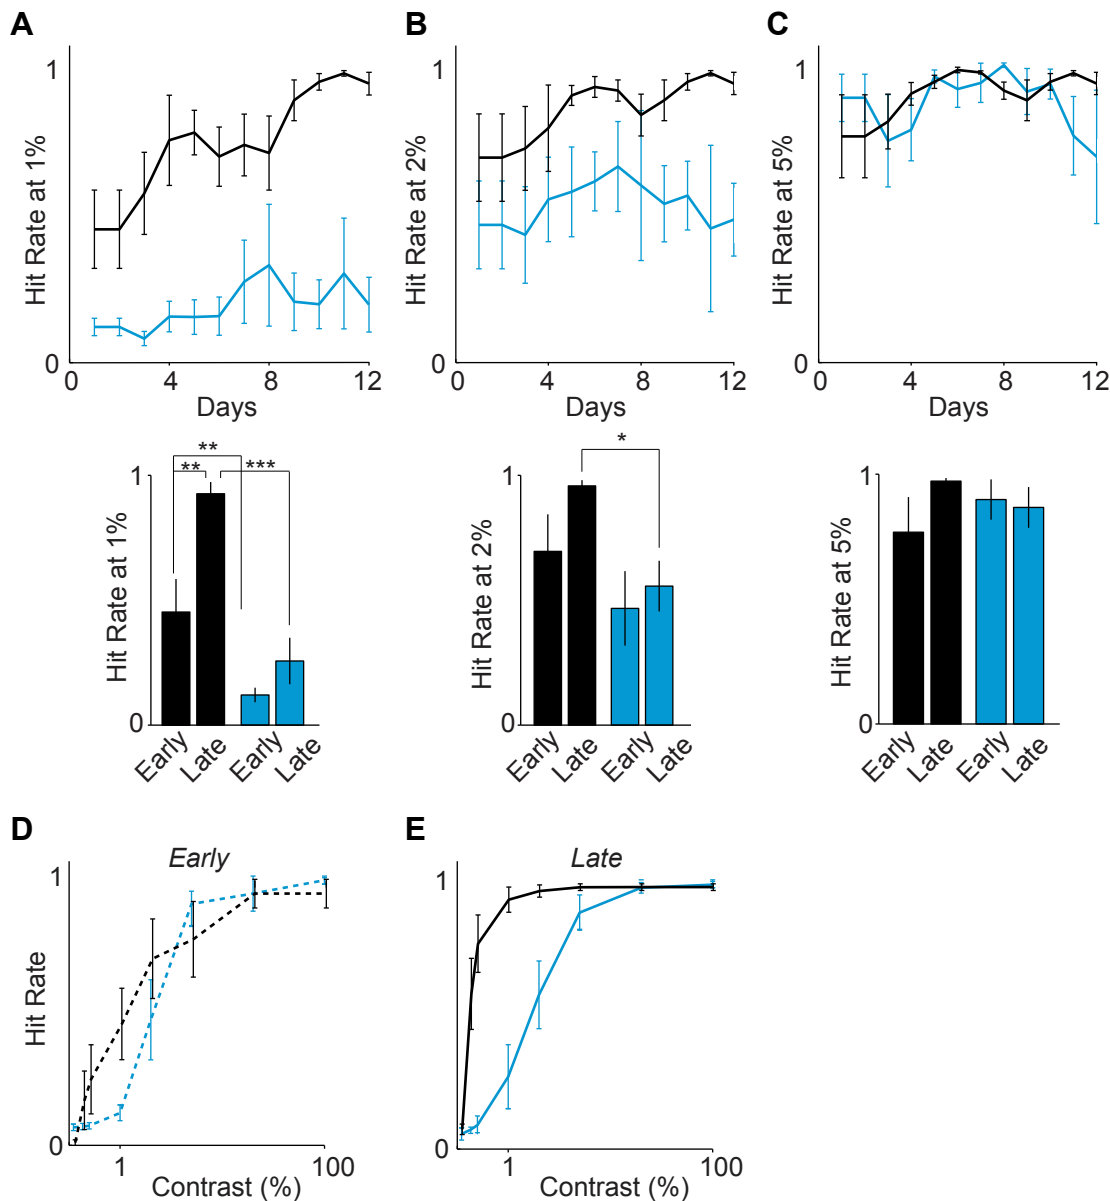 A
B
C
1
Hit Rate at 1%
0
0
4
8
12
Days
1
Hit Rate at 2%
0
0
4
8
12
Days
1
Hit Rate at 5%
0
0
4
8
12
Days
**
** ***
1
Hit Rate at 1%
0
Early
Late
Early
Late
*
1
Hit Rate at 2%
0
Early
Late
Early
Late
1
Hit Rate at 5%
0
Early
Late
Early
Late
D
E
Early
1
Hit Rate
0
1
100
Contrast (%)
Late
1
0
1
100
Contrast (%)